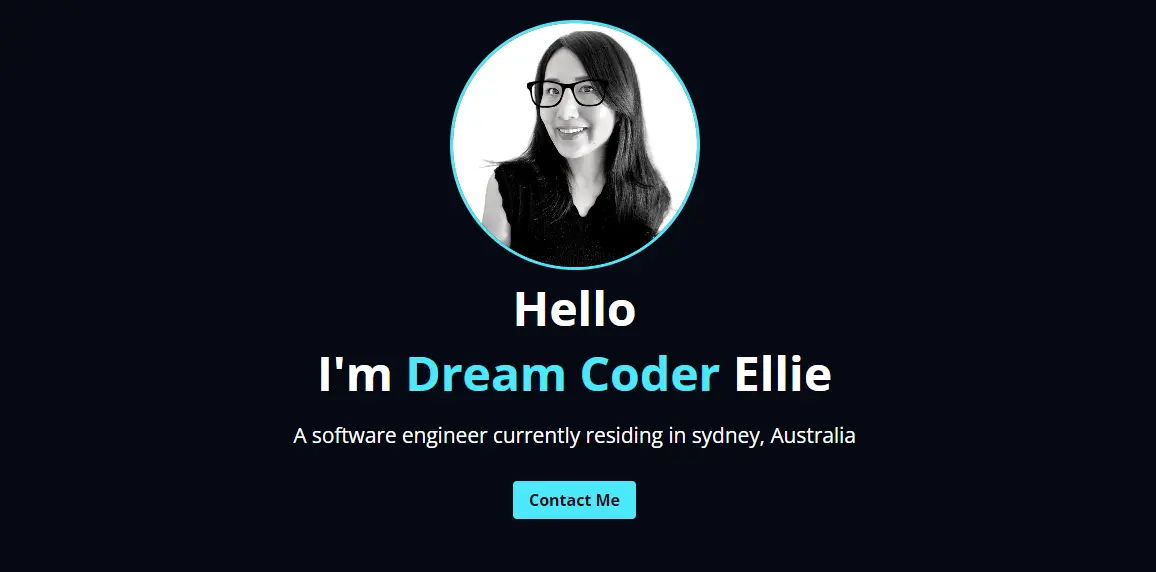 Hello
I'm Dream Coder Ellie
A software engineer currently residing in sydney, Australia
Contact Me